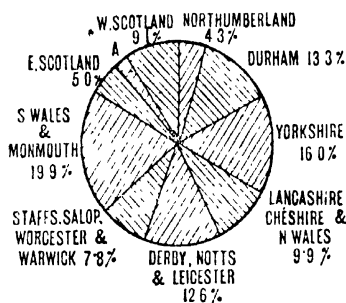 *W. SCOTLAND
9·1%
NORTHUMBERLAND
4·3%
DURHAM 13·3%
YORKSHIRE
16·0%
LANCASHIRE
CHESHIRE &
N WALES
9·9%
DERBY, NOTTS
& LEICESTER
12·6%
STAFFS. SALOP,
WORCESTER &
WARWICK 7·8%
S WALES
&
MONMOUTH
19·9%
E. SCOTLAND
5·0%
A